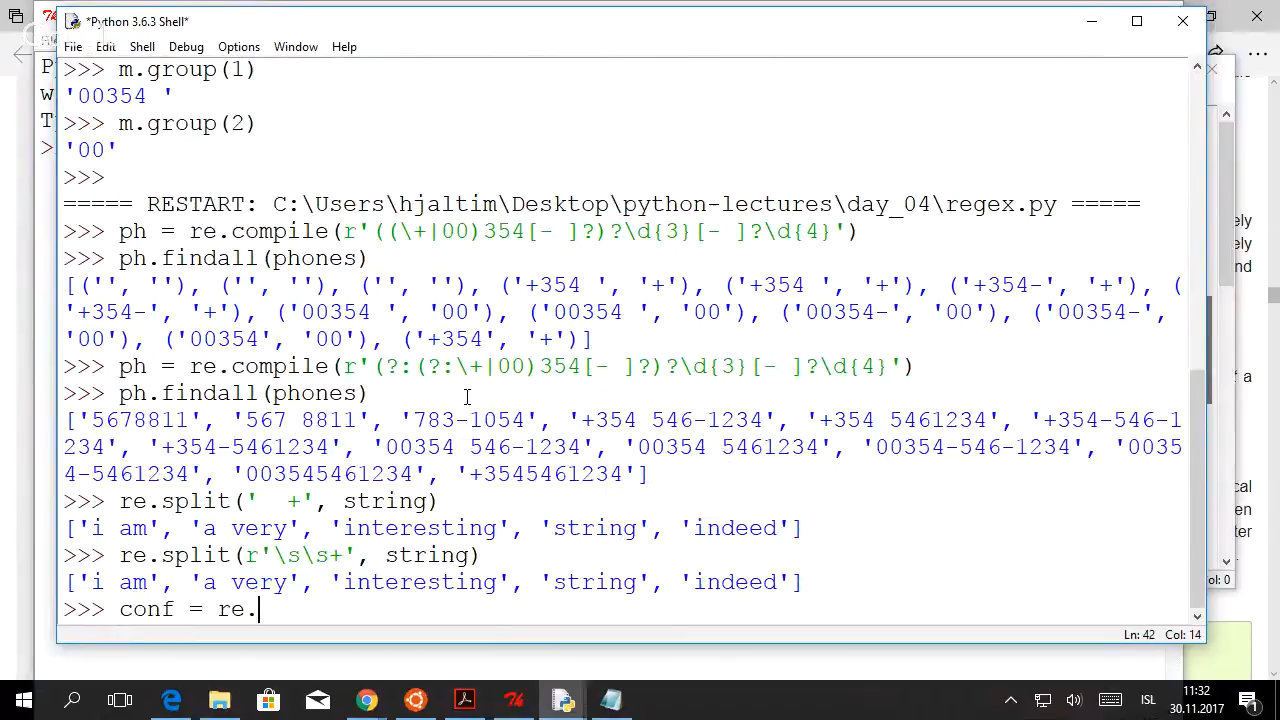 *Python 3.6.3 Shell*
File Edit Shell Debug Options Window Help
>>> m.group(1)
'00354 '
>>> m.group(2)
'00'
>>>
===== RESTART: C:\Users\hjaltim\Desktop\python-lectures\day_04\regex.py =====
>>> ph = re.compile(r'((\+|00)354[- ]?)?\d{3}[- ]?\d{4}')
>>> ph.findall(phones)
[('', ''), ('', ''), ('', ''), ('+354 ', '+'), ('+354 ', '+'), ('+354-', '+'), (
'+354-', '+'), ('00354 ', '00'), ('00354 ', '00'), ('00354-', '00'), ('00354-',
'00'), ('00354', '00'), ('+354', '+')]
>>> ph = re.compile(r'(?:(?:\+|00)354[- ]?)?\d{3}[- ]?\d{4}')
>>> ph.findall(phones)
['5678811', '567 8811', '783-1054', '+354 546-1234', '+354 5461234', '+354-546-1
234', '+354-5461234', '00354 546-1234', '00354 5461234', '00354-546-1234', '0035
4-5461234', '003545461234', '+3545461234']
>>> re.split('  +', string)
['i am', 'a very', 'interesting', 'string', 'indeed']
>>> re.split(r'\s\s+', string)
['i am', 'a very', 'interesting', 'string', 'indeed']
>>> conf = re.
Ln: 42 Col: 14
ISL
11:32
30.11.2017